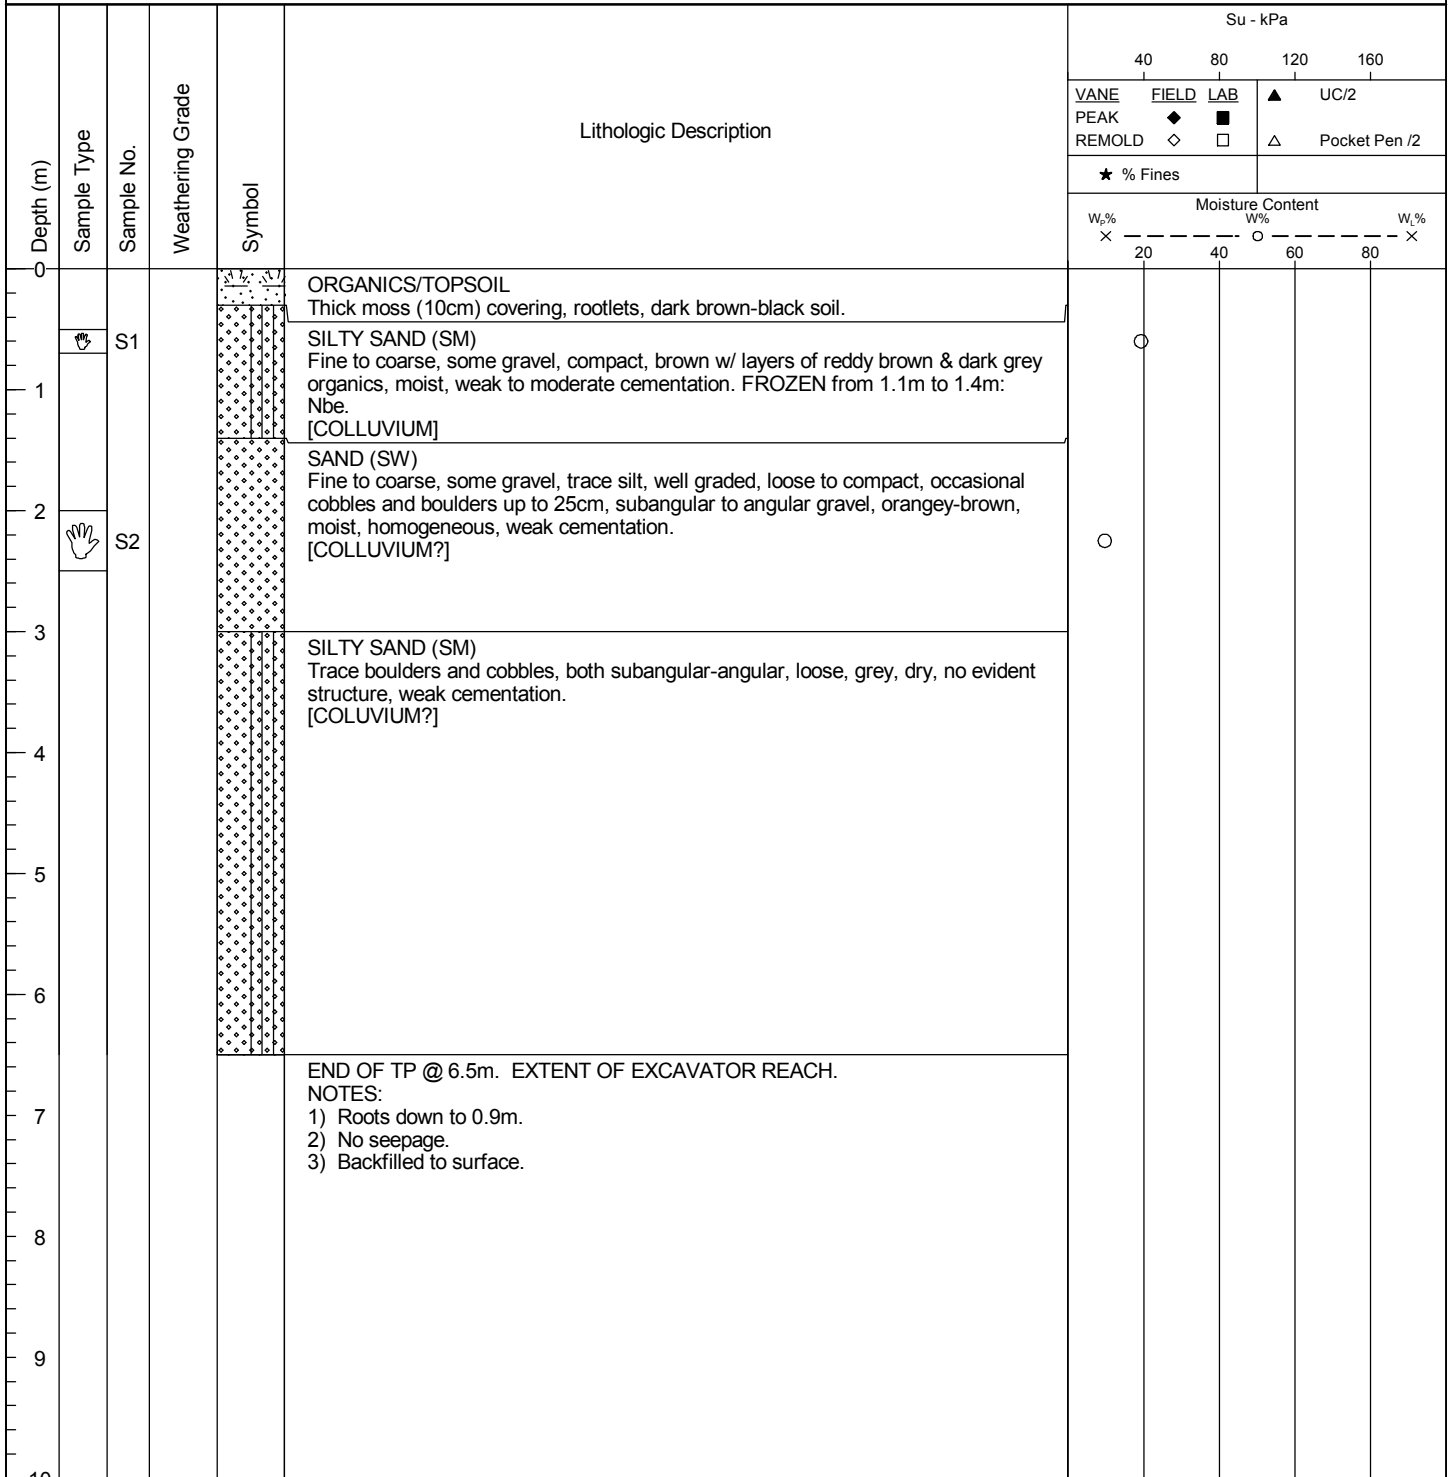 Su - kPa
40 80 120 160
VANE FIELD LAB ▲ UC/2
PEAK ◆ ■
REMOLD ◇ □ △ Pocket Pen /2
★ % Fines
Moisture Content
Wₚ% W% W_L%
20 40 60 80
Depth (m)
Sample Type
Sample No.
Weathering Grade
Symbol
Lithologic Description
0
ORGANICS/TOPSOIL
Thick moss (10cm) covering, rootlets, dark brown-black soil.
S1
SILTY SAND (SM)
Fine to coarse, some gravel, compact, brown w/ layers of reddy brown & dark grey
organics, moist, weak to moderate cementation. FROZEN from 1.1m to 1.4m:
1
Nbe.
[COLLUVIUM]
SAND (SW)
Fine to coarse, some gravel, trace silt, well graded, loose to compact, occasional
cobbles and boulders up to 25cm, subangular to angular gravel, orangey-brown,
2
moist, homogeneous, weak cementation.
S2
[COLLUVIUM?]
3
SILTY SAND (SM)
Trace boulders and cobbles, both subangular-angular, loose, grey, dry, no evident
structure, weak cementation.
[COLUVIUM?]
4
5
6
END OF TP @ 6.5m. EXTENT OF EXCAVATOR REACH.
NOTES:
7
1) Roots down to 0.9m.
2) No seepage.
3) Backfilled to surface.
8
9
10